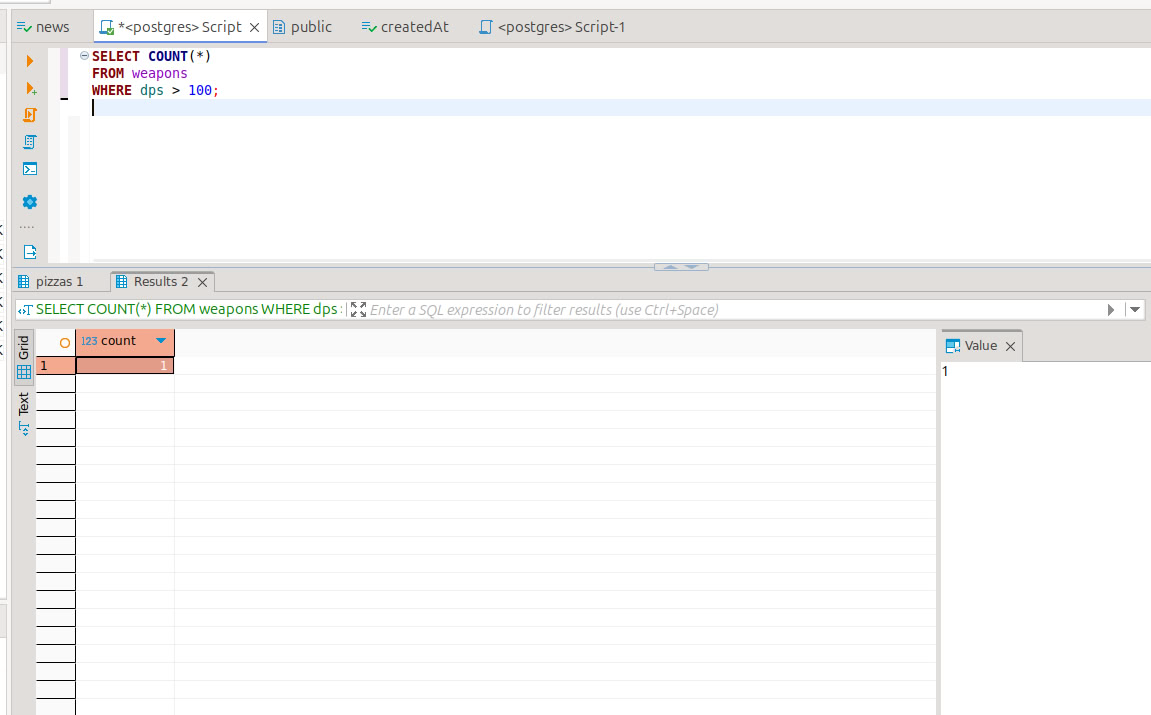 news
*<postgres> Script
public
createdAt
<postgres> Script-1
SELECT COUNT(*)
FROM weapons
WHERE dps > 100;
pizzas 1
Results 2
SELECT COUNT(*) FROM weapons WHERE dps
Enter a SQL expression to filter results (use Ctrl+Space)
Grid
Text
123 count
1
1
Value
1